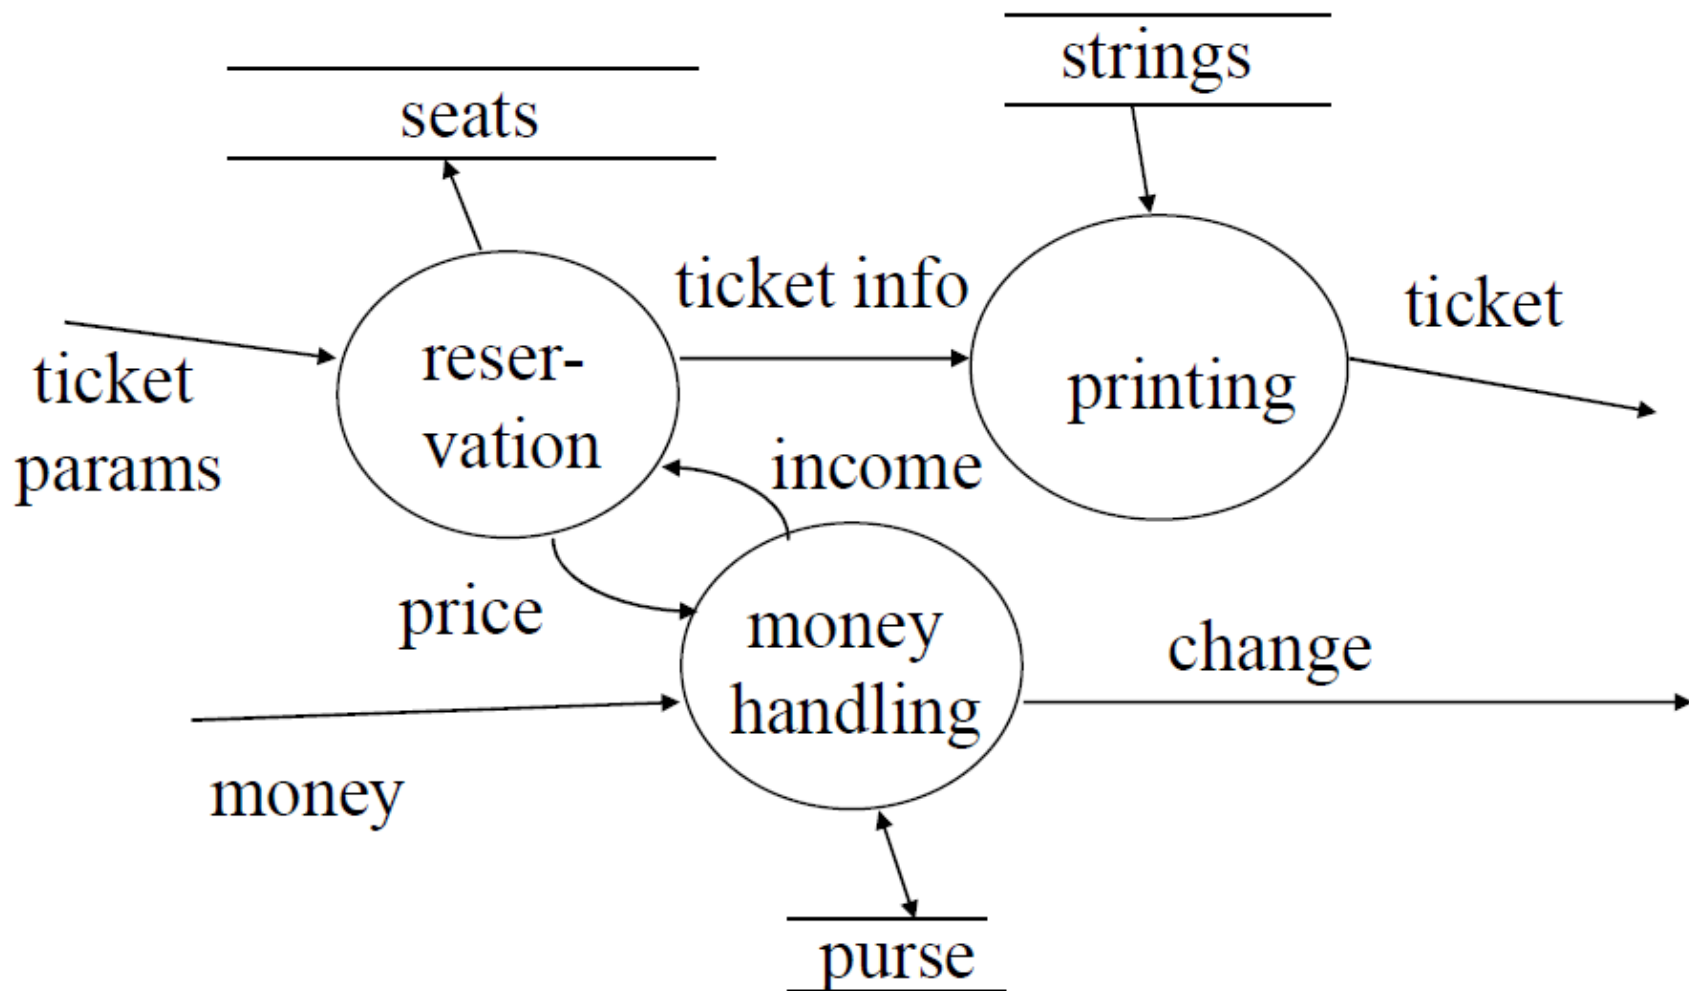 strings
seats
ticket info
ticket
reser-
vation
printing
ticket
params
income
price
money
handling
change
money
purse